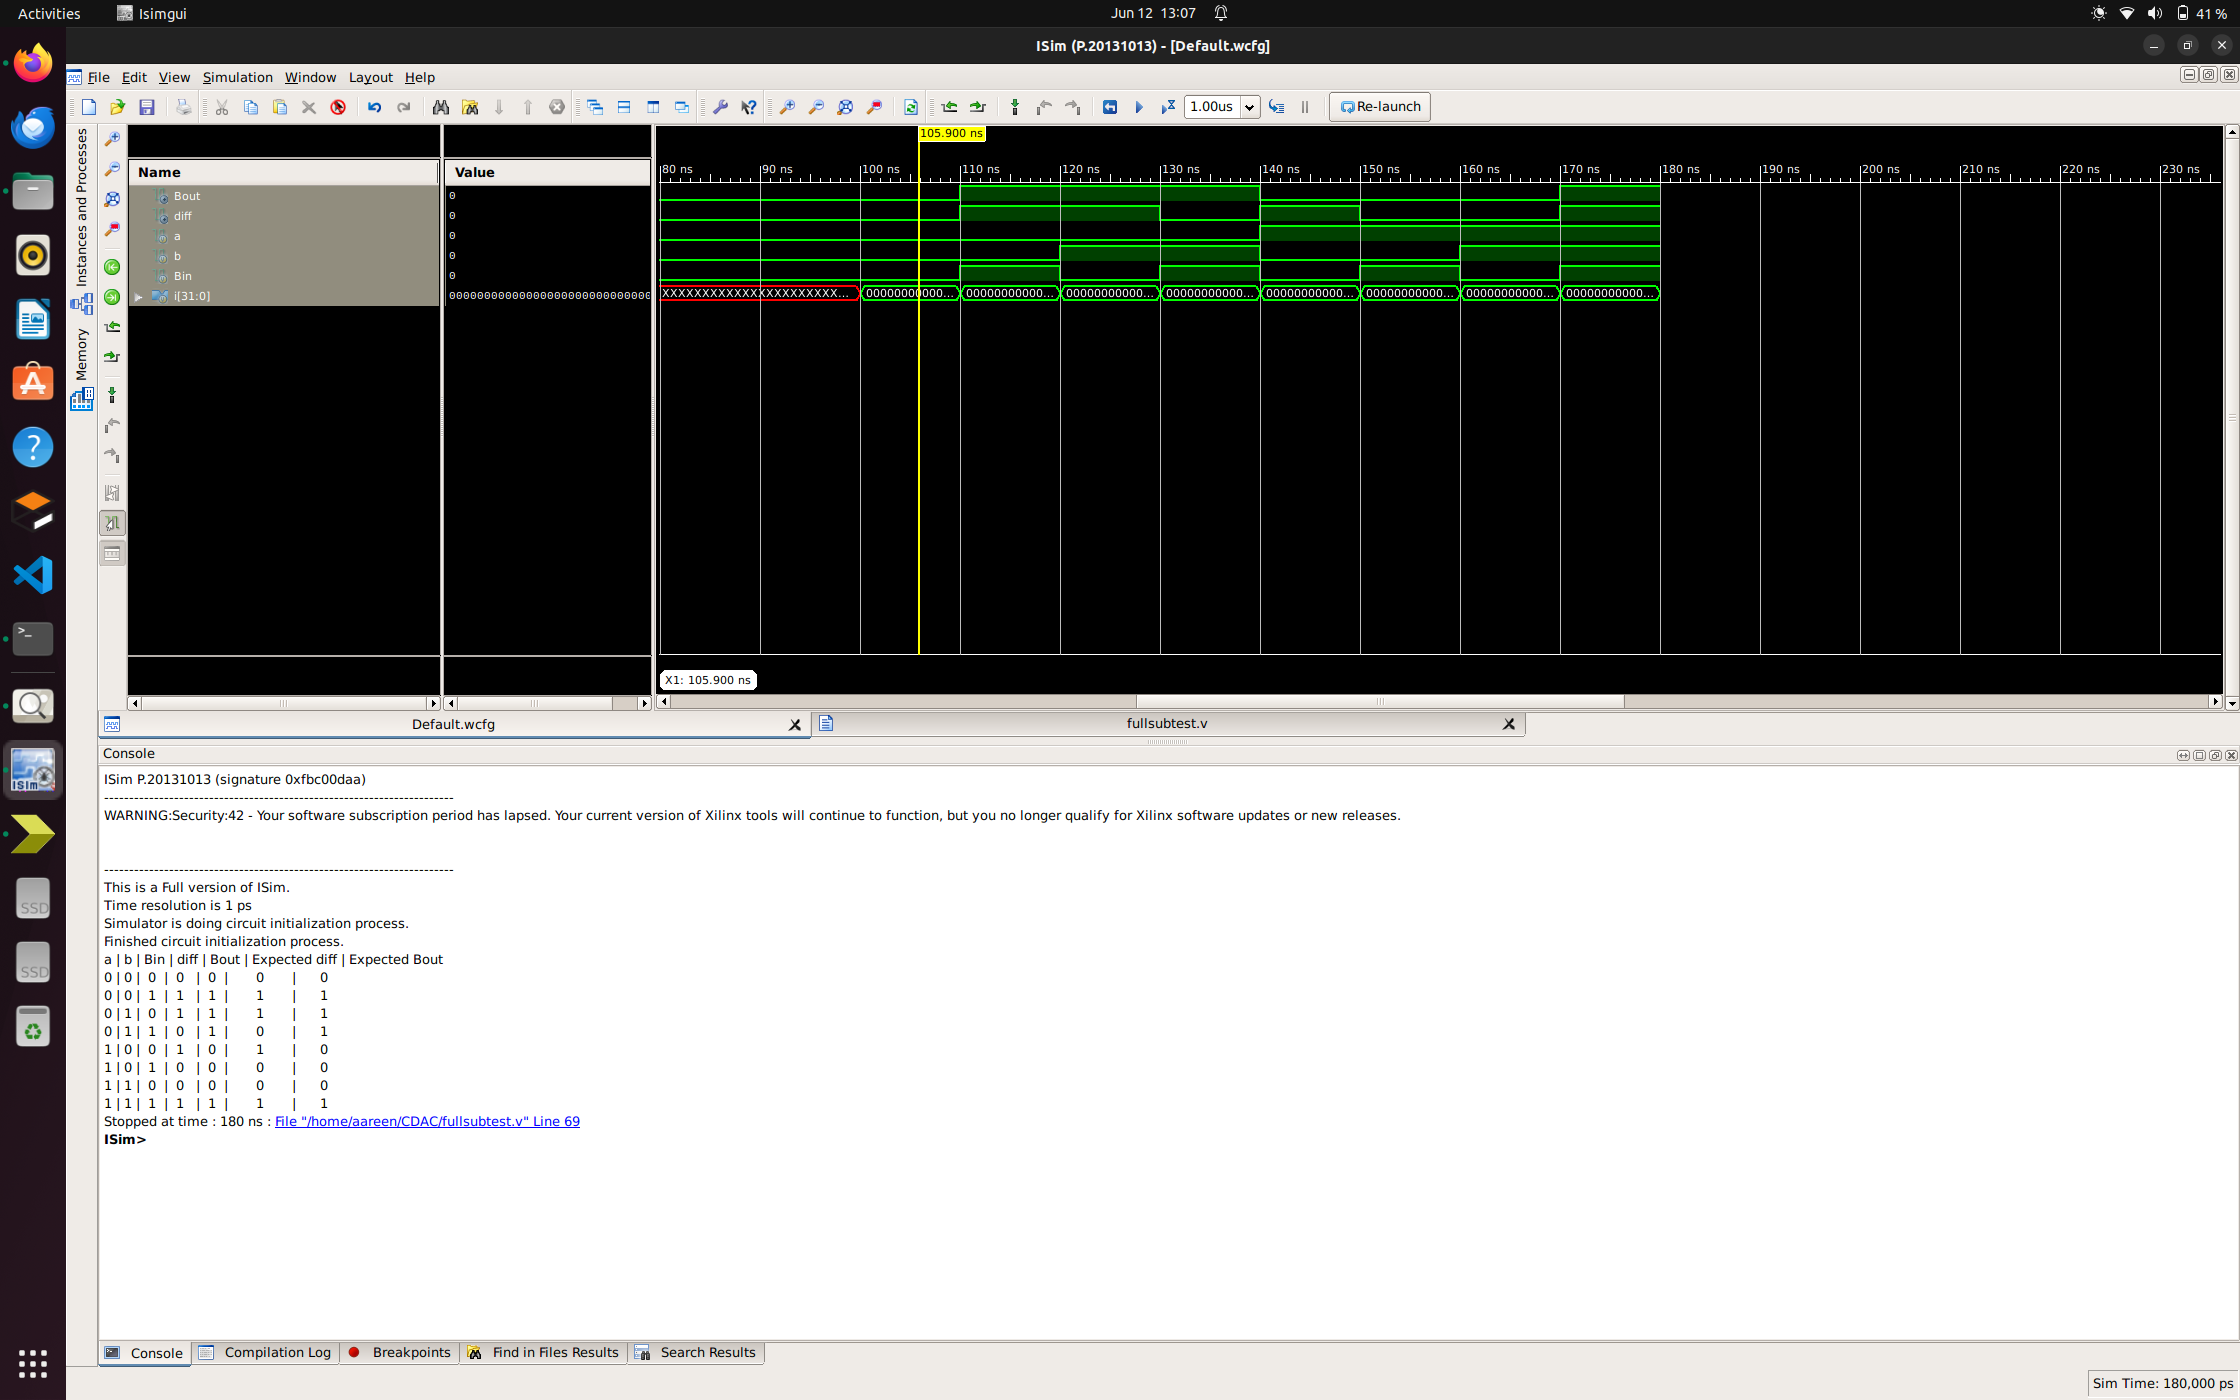 Activities Isimgui Jun 12 13:07 41 %
ISim (P.20131013) - [Default.wcfg]
File Edit View Simulation Window Layout Help
1.00us Re-launch
Instances and Processes
Memory
105.900 ns
Name Value
80 ns 90 ns 100 ns 110 ns 120 ns 130 ns 140 ns 150 ns 160 ns 170 ns 180 ns 190 ns 200 ns 210 ns 220 ns 230 ns
Bout 0
diff 0
a 0
b 0
Bin 0
i[31:0] 00000000000000000000000000000 XXXXXXXXXXXXXXXXXXXXXX... 00000000000... 00000000000... 00000000000... 00000000000... 00000000000... 00000000000... 00000000000... 00000000000...
X1: 105.900 ns
Default.wcfg fullsubtest.v
Console
ISim P.20131013 (signature 0xfbc00daa)
----------------------------------------------------------------------
WARNING:Security:42 - Your software subscription period has lapsed. Your current version of Xilinx tools will continue to function, but you no longer qualify for Xilinx software updates or new releases.
----------------------------------------------------------------------
This is a Full version of ISim.
Time resolution is 1 ps
Simulator is doing circuit initialization process.
Finished circuit initialization process.
a | b | Bin | diff | Bout | Expected diff | Expected Bout
0 | 0 | 0 | 0 | 0 | 0 | 0
0 | 0 | 1 | 1 | 1 | 1 | 1
0 | 1 | 0 | 1 | 1 | 1 | 1
0 | 1 | 1 | 0 | 1 | 0 | 1
1 | 0 | 0 | 1 | 0 | 1 | 0
1 | 0 | 1 | 0 | 0 | 0 | 0
1 | 1 | 0 | 0 | 0 | 0 | 0
1 | 1 | 1 | 1 | 1 | 1 | 1
Stopped at time : 180 ns : File "/home/aareen/CDAC/fullsubtest.v" Line 69
ISim>
ISim
SSD
SSD
Console Compilation Log Breakpoints Find in Files Results Search Results
Sim Time: 180,000 ps